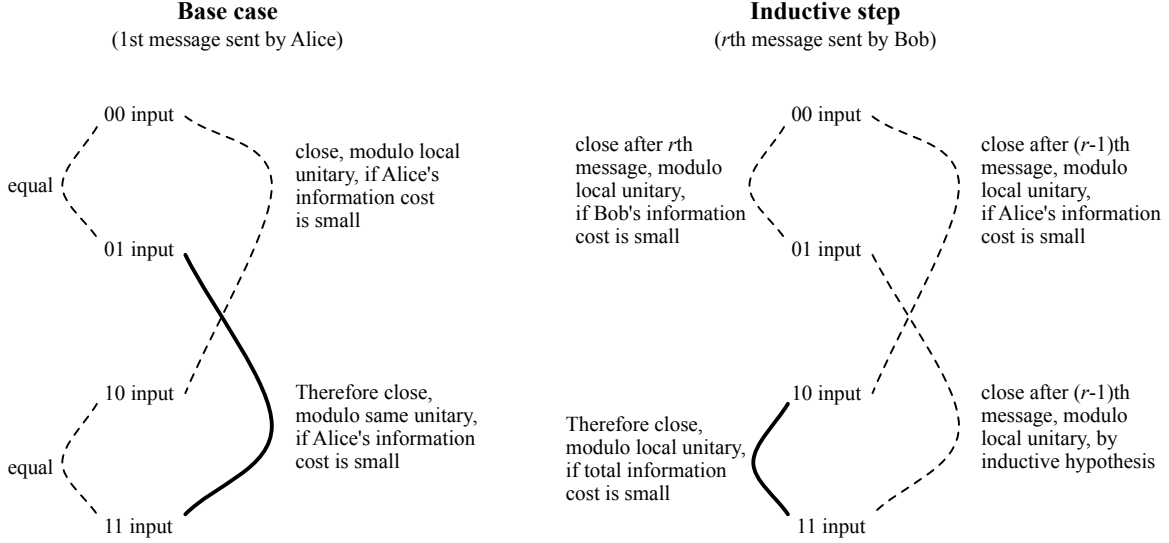 Base case
(1st message sent by Alice)
00 input
equal
01 input
close, modulo local
unitary, if Alice's
information cost
is small
10 input
equal
11 input
Therefore close,
modulo same unitary,
if Alice's information
cost is small
Inductive step
(rth message sent by Bob)
00 input
close after rth
message, modulo
local unitary,
if Bob's information
cost is small
01 input
close after (r-1)th
message, modulo
local unitary,
if Alice's information
cost is small
10 input
Therefore close,
modulo local unitary,
if total information
cost is small
11 input
close after (r-1)th
message, modulo
local unitary, by
inductive hypothesis